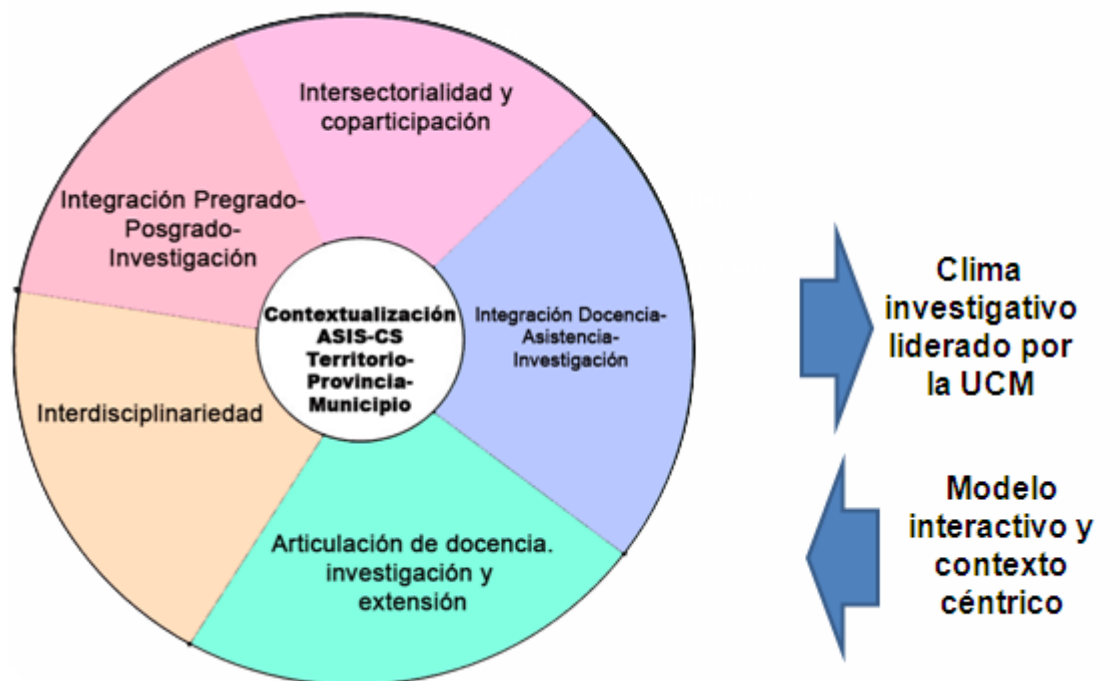 Intersectorialidad y
coparticipación
Integración Pregrado-
Posgrado-
Investigación
Contextualización
ASIS-CS
Territorio-
Provincia-
Municipio
Integración Docencia-
Asistencia-
Investigación
Interdisciplinariedad
Articulación de docencia.
investigación y
extensión
Clima
investigativo
liderado por
la UCM
Modelo
interactivo y
contexto
céntrico